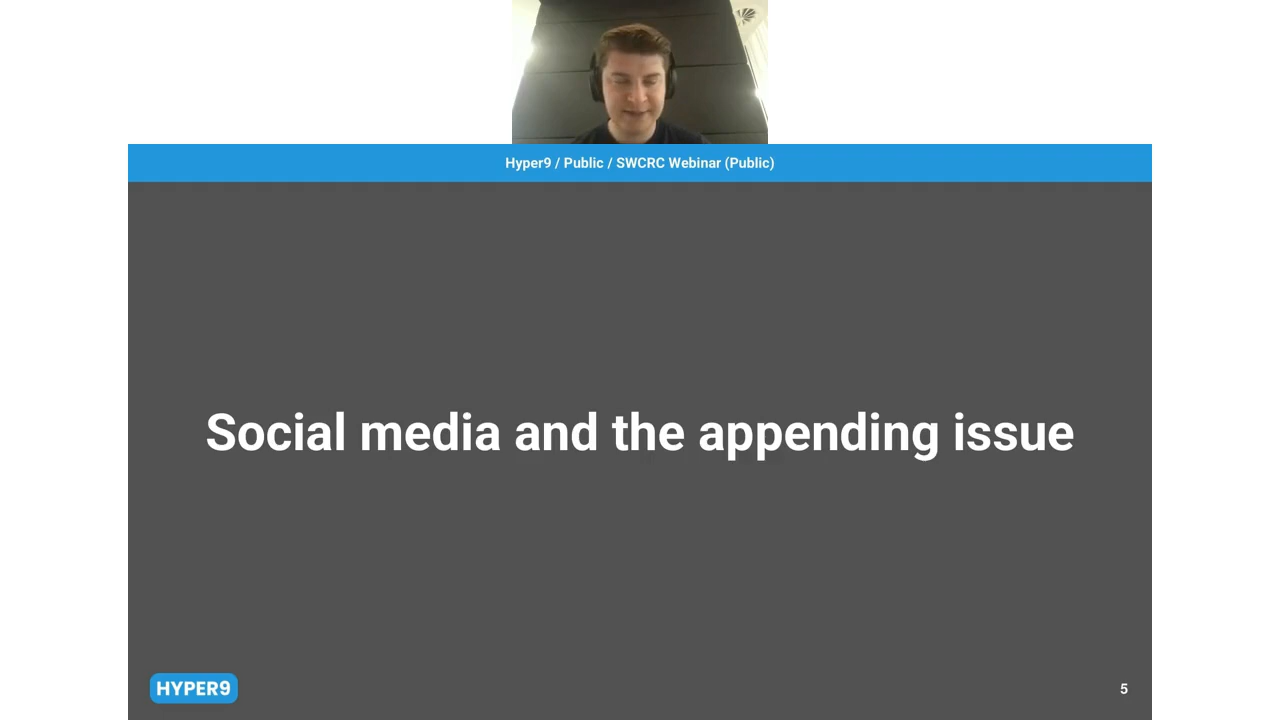 Hyper9 / Public / SWCRC Webinar (Public)
Social media and the appending issue
HYPER9
5